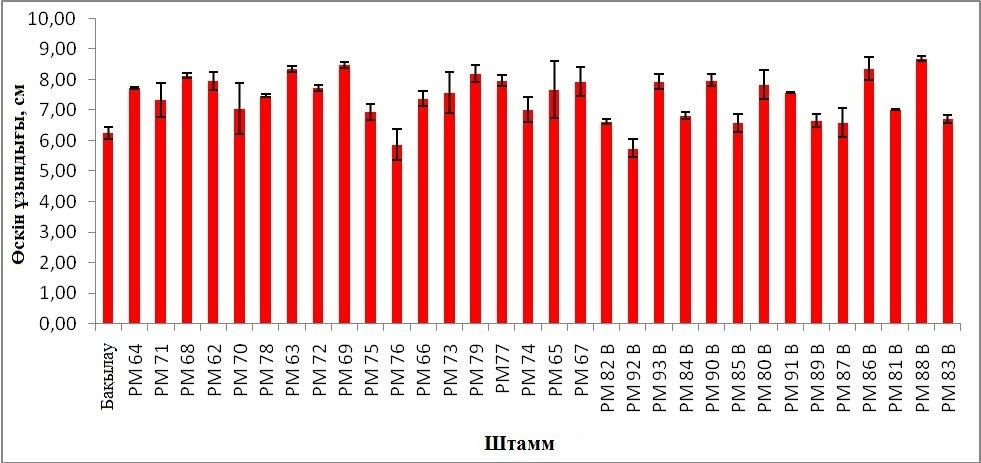 10,00
9,00
8,00
7,00
6,00
5,00
4,00
3,00
2,00
1,00
0,00
Өскін ұзындығы, см
Бақылау
РМ 64
РМ 71
РМ 68
РМ 62
РМ 70
РМ 78
РМ 63
РМ 72
РМ 69
РМ 75
РМ 76
РМ 66
РМ 73
РМ 79
РМ 77
РМ 74
РМ 65
РМ 67
РМ 82 В
РМ 92 В
РМ 93 В
РМ 84 В
РМ 90 В
РМ 85 В
РМ 80 В
РМ 91 В
РМ 89 В
РМ 87 В
РМ 86 В
РМ 81 В
РМ 88 В
РМ 83 В
Штамм